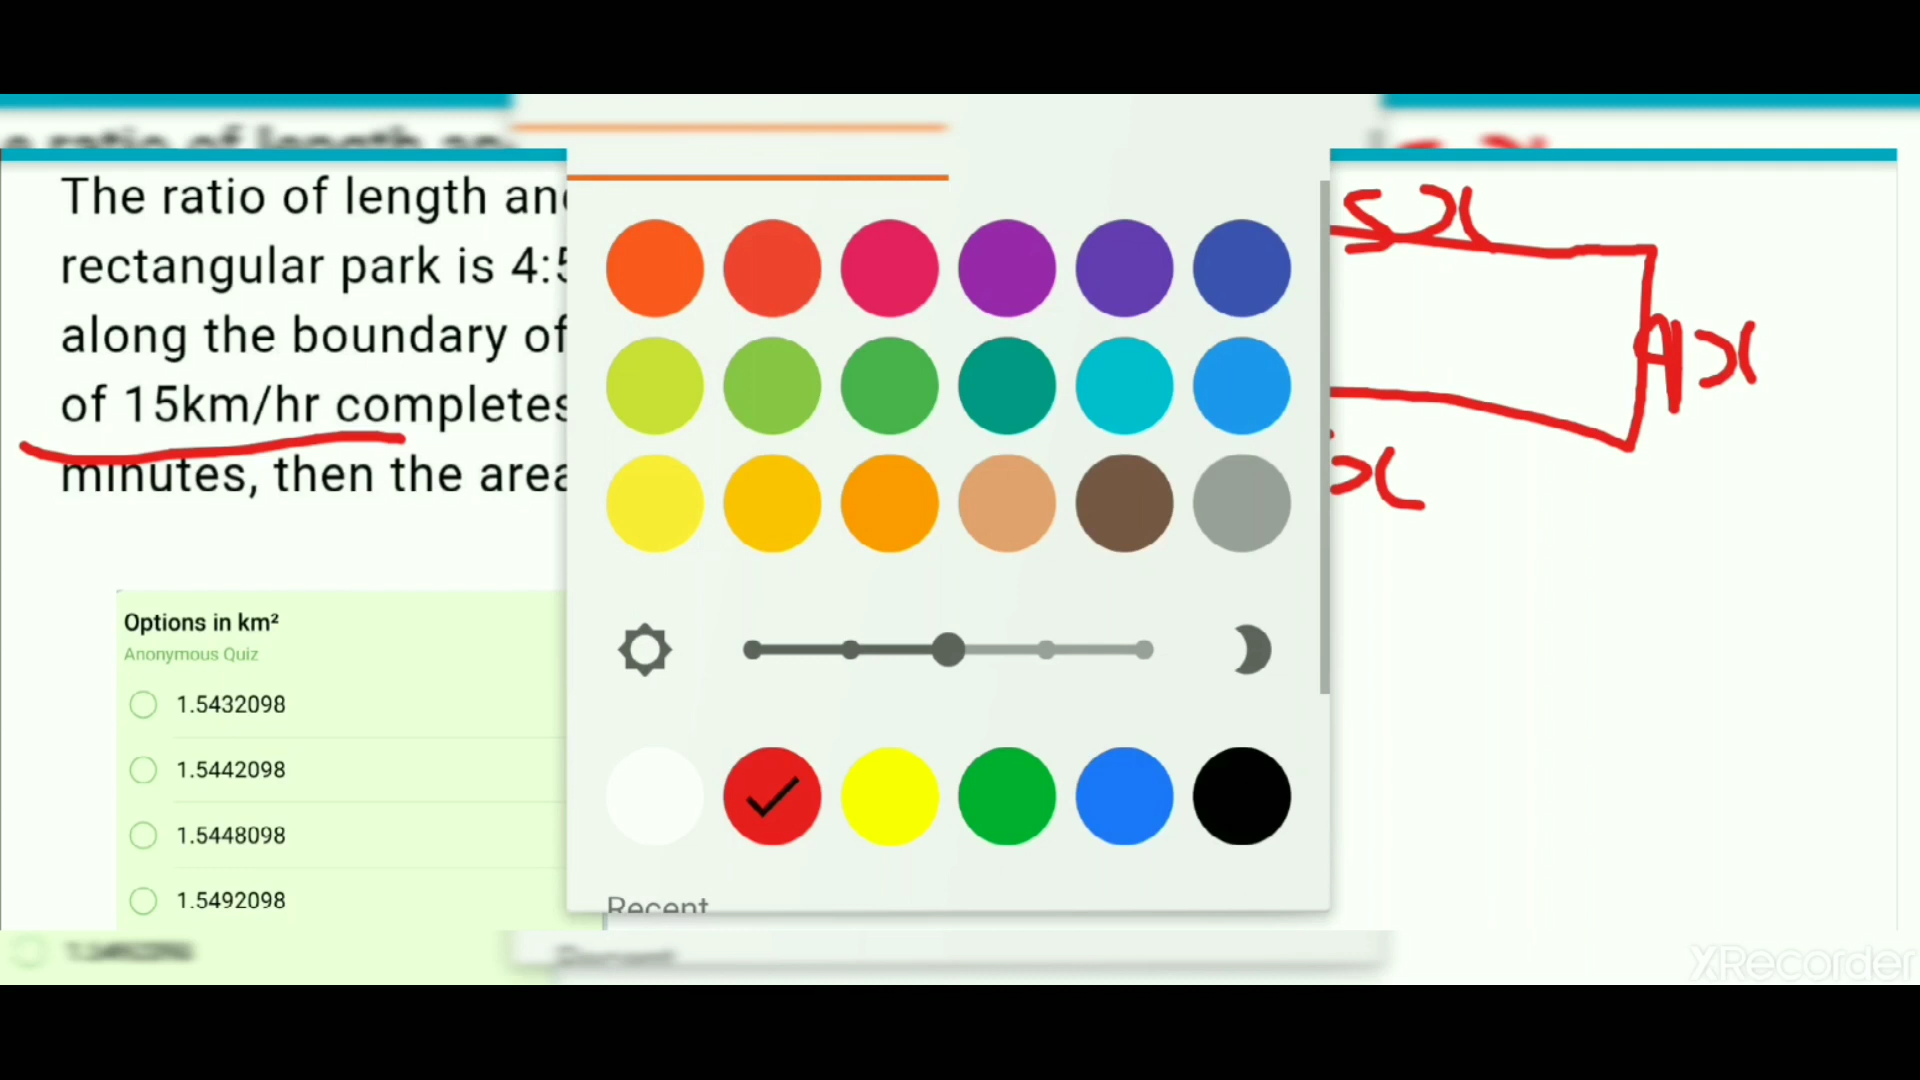 The ratio of length an
rectangular park is 4:5
along the boundary of
of 15km/hr completes
minutes, then the area
Options in km²
Anonymous Quiz
1.5432098
1.5442098
1.5448098
1.5492098
Recent
5x
4x
x
XRecorder